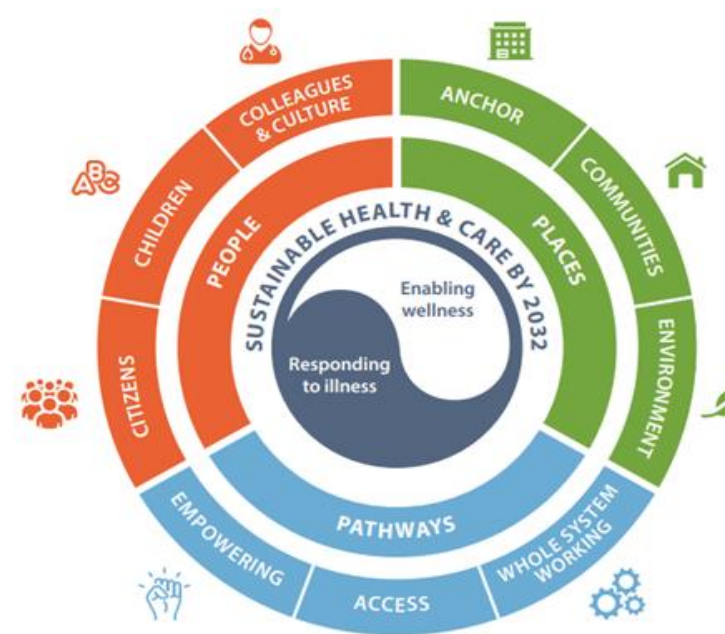 COLLEAGUES
& CULTURE
ANCHOR
CHILDREN
ABC
COMMUNITIES
PEOPLE
PLACES
SUSTAINABLE HEALTH & CARE BY 2032
Enabling
wellness
Responding
to illness
CITIZENS
ENVIRONMENT
PATHWAYS
EMPOWERING
ACCESS
WHOLE SYSTEM
WORKING